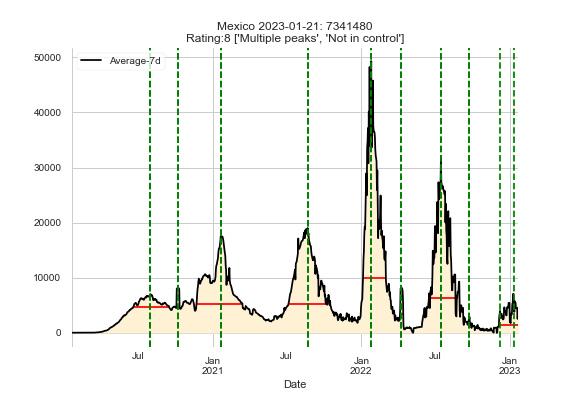 Mexico 2023-01-21: 7341480
Rating:8 ['Multiple peaks', 'Not in control']
Average-7d
50000
40000
30000
20000
10000
0
Jul
Jan
2021
Jul
Jan
2022
Jul
Jan
2023
Date